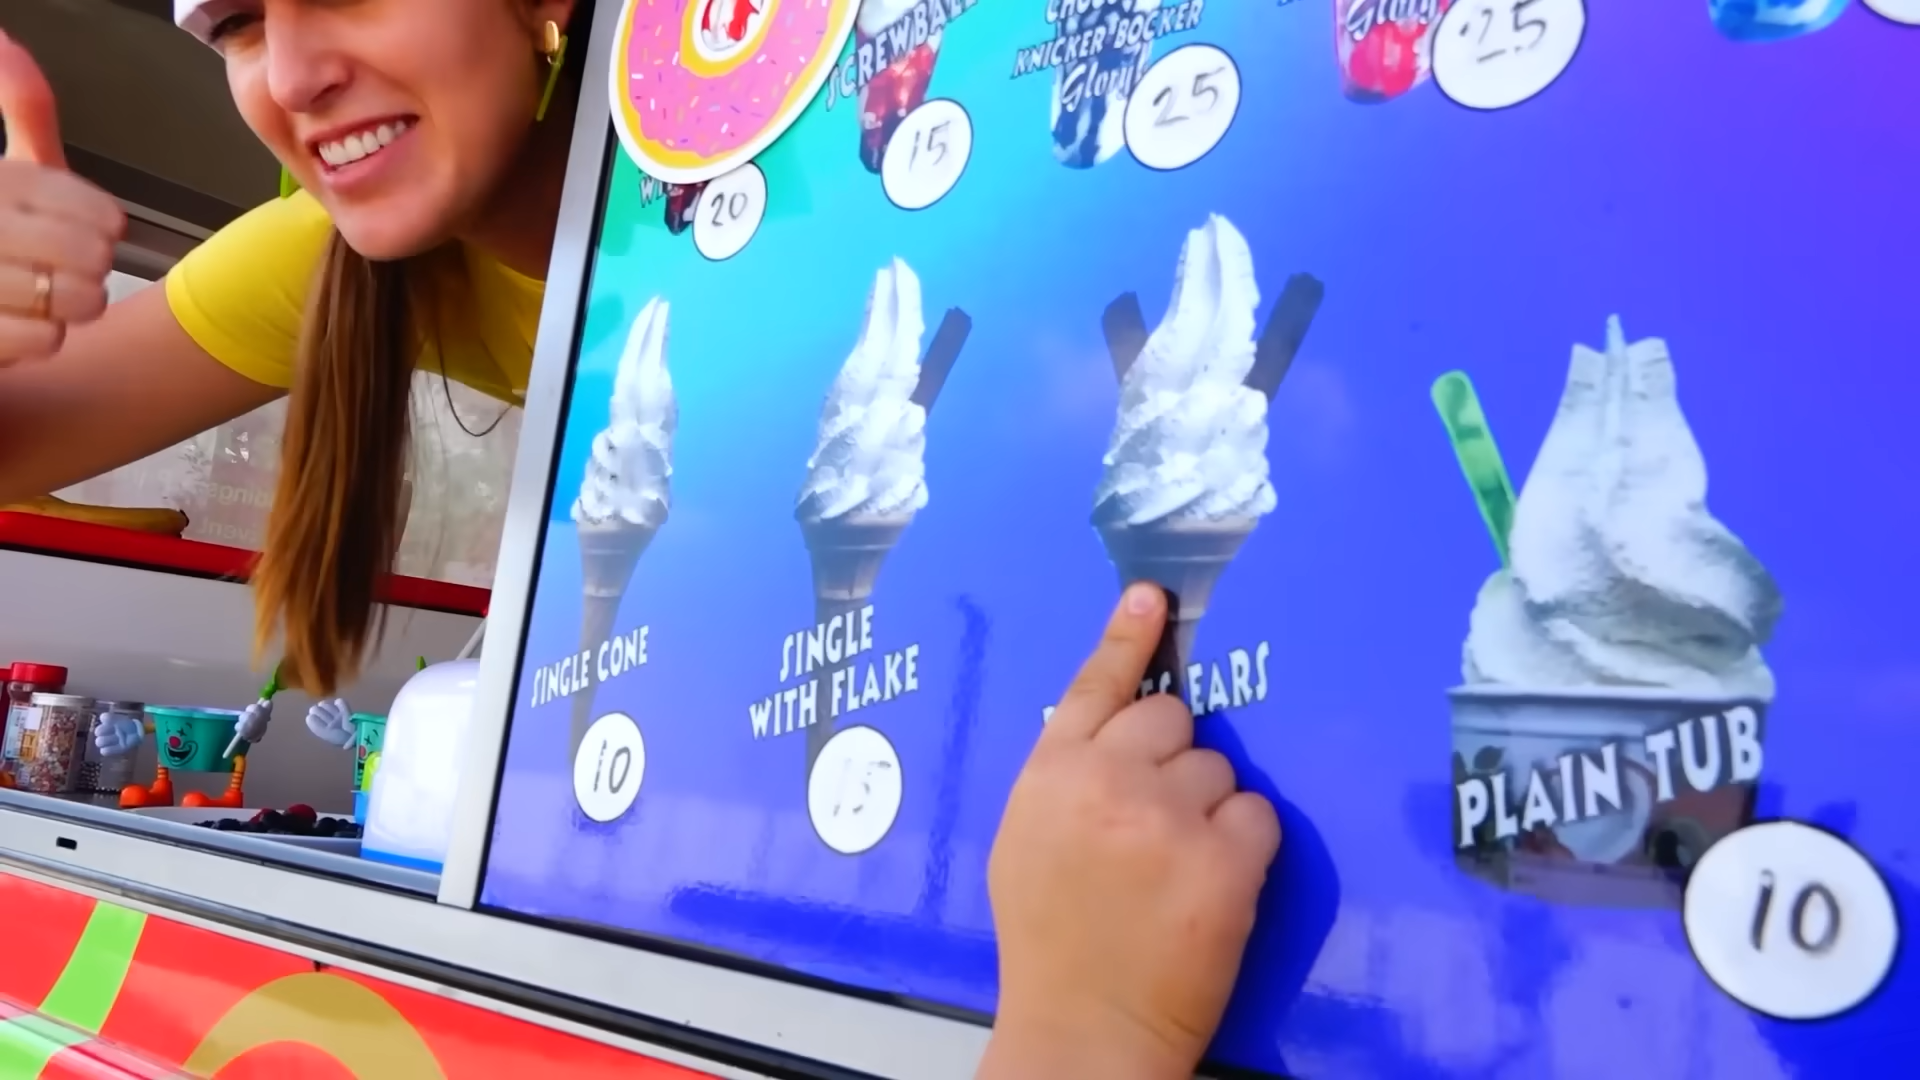 SCREWBALL
15
KNICKER BOCKER
Glory!
25
Glory
25
20
SINGLE CONE
10
SINGLE
WITH FLAKE
15
EARS
PLAIN TUB
10